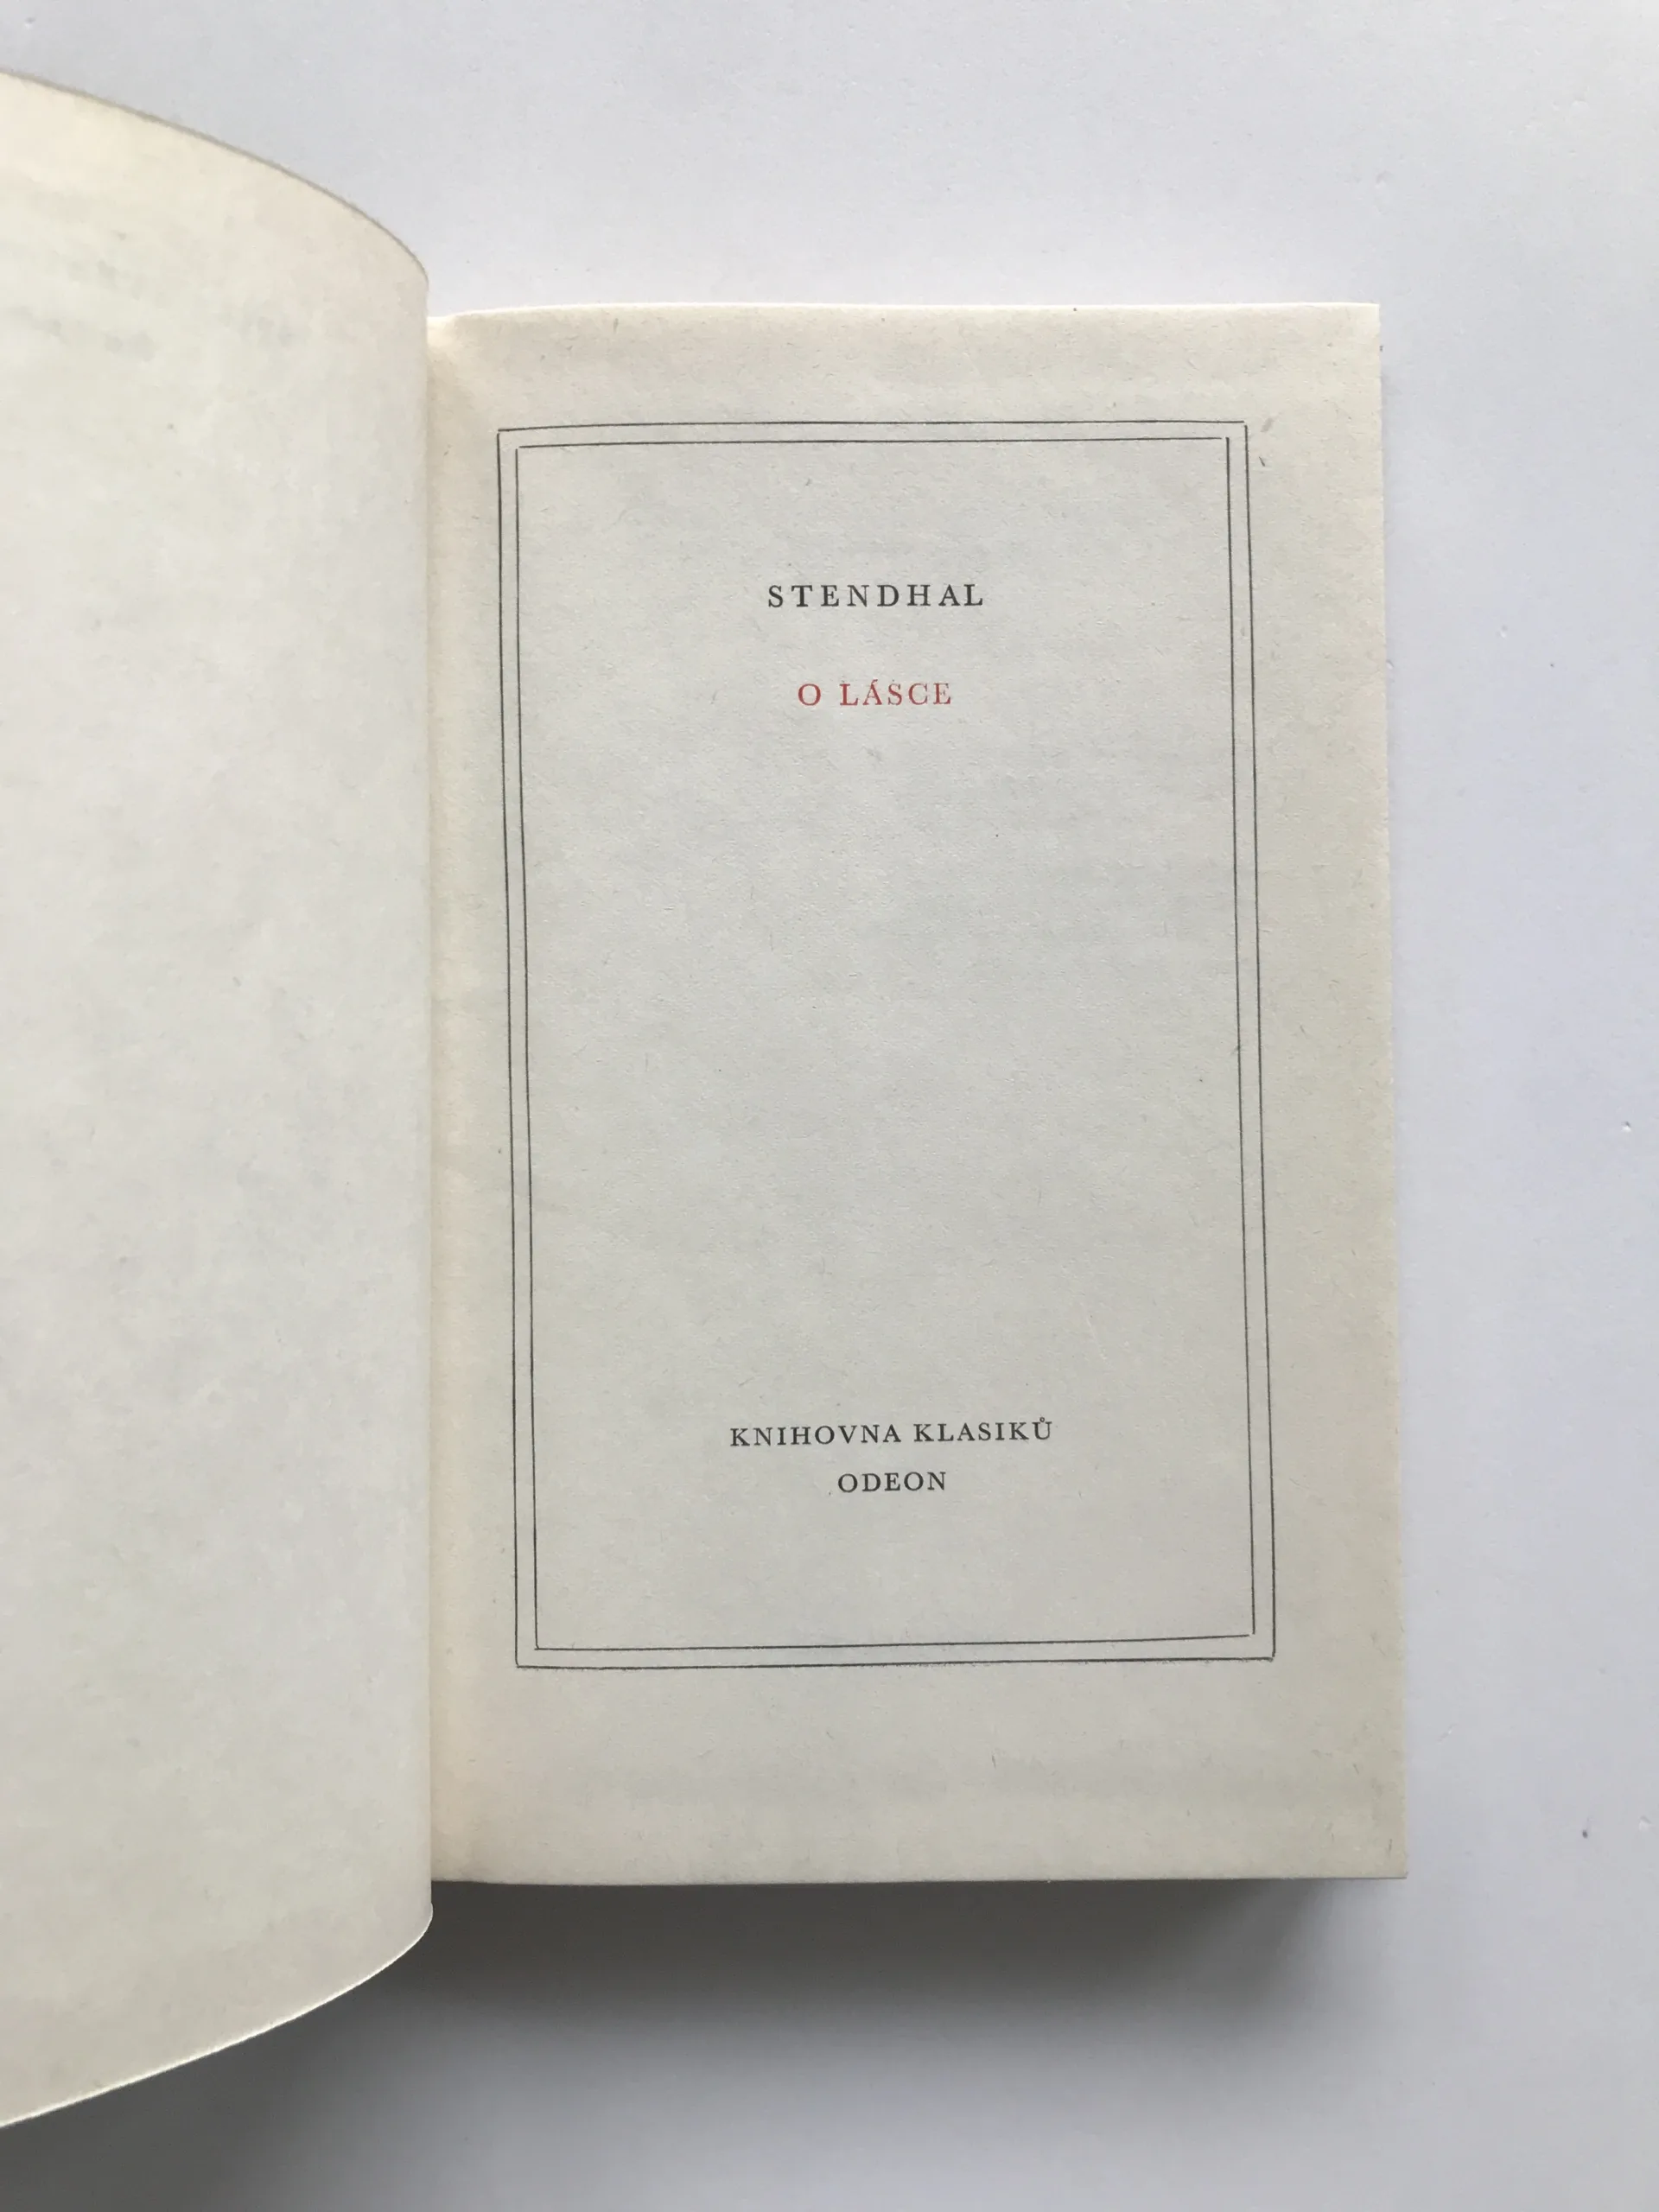 STENDHAL
O LÁSCE
KNIHOVNA KLASIKŮ
ODEON